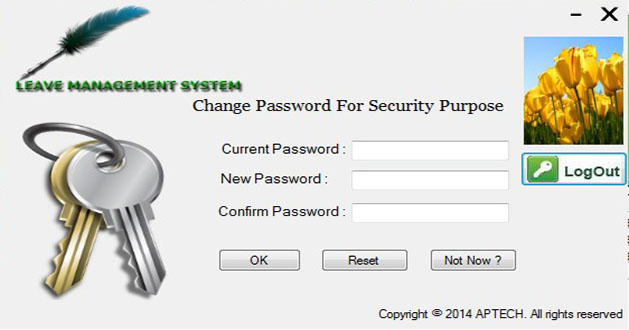 LEAVE MANAGEMENT SYSTEM
Change Password For Security Purpose
Current Password :
New Password :
Confirm Password :
LogOut
OK Reset Not Now ?
Copyright © 2014 APTECH. All rights reserved